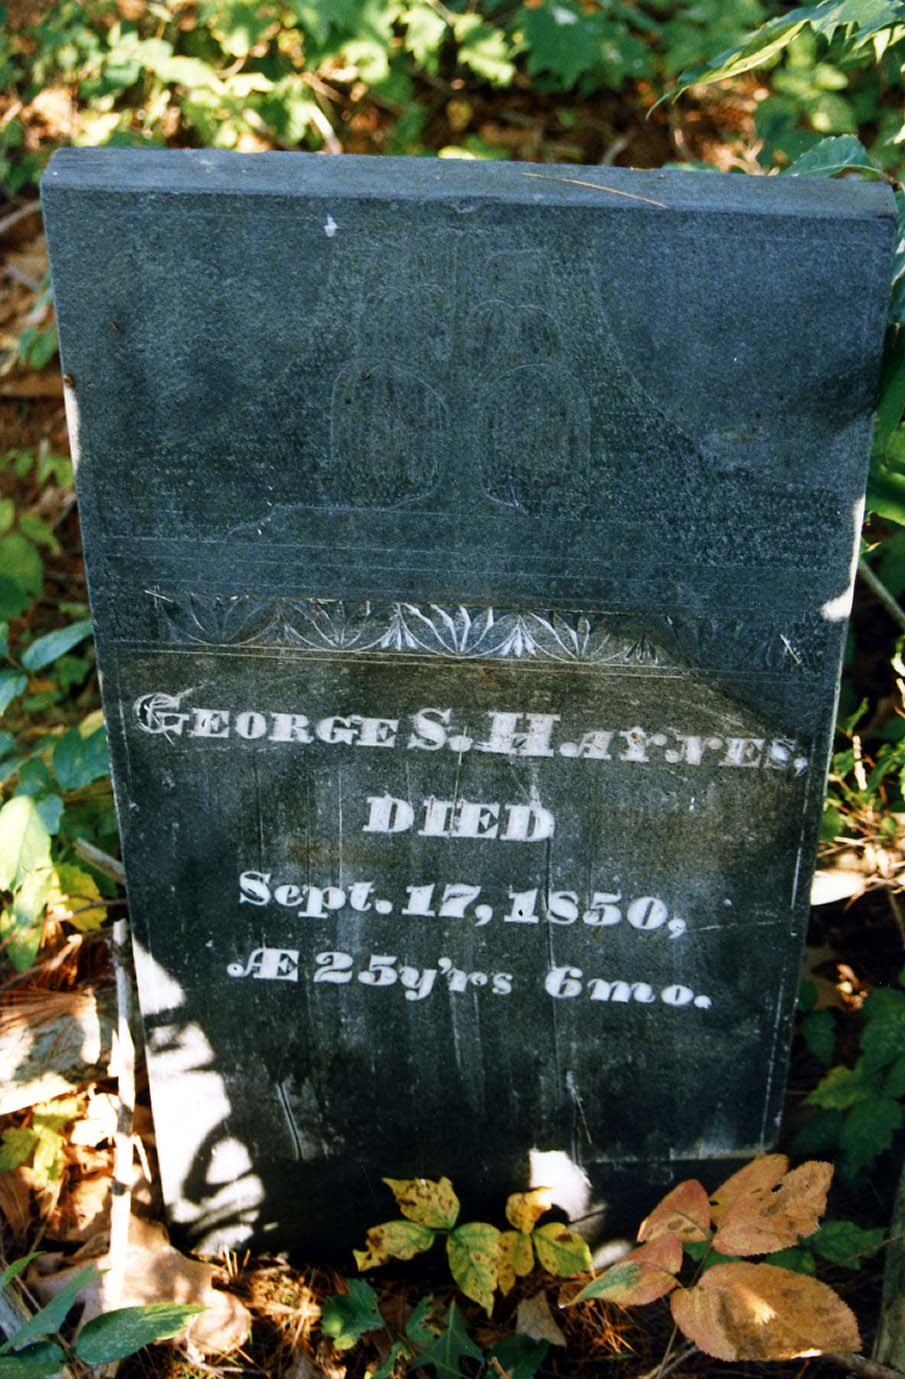 George S. Haynes,
DIED
Sept. 17, 1850,
Æ 25y'rs 6mo.